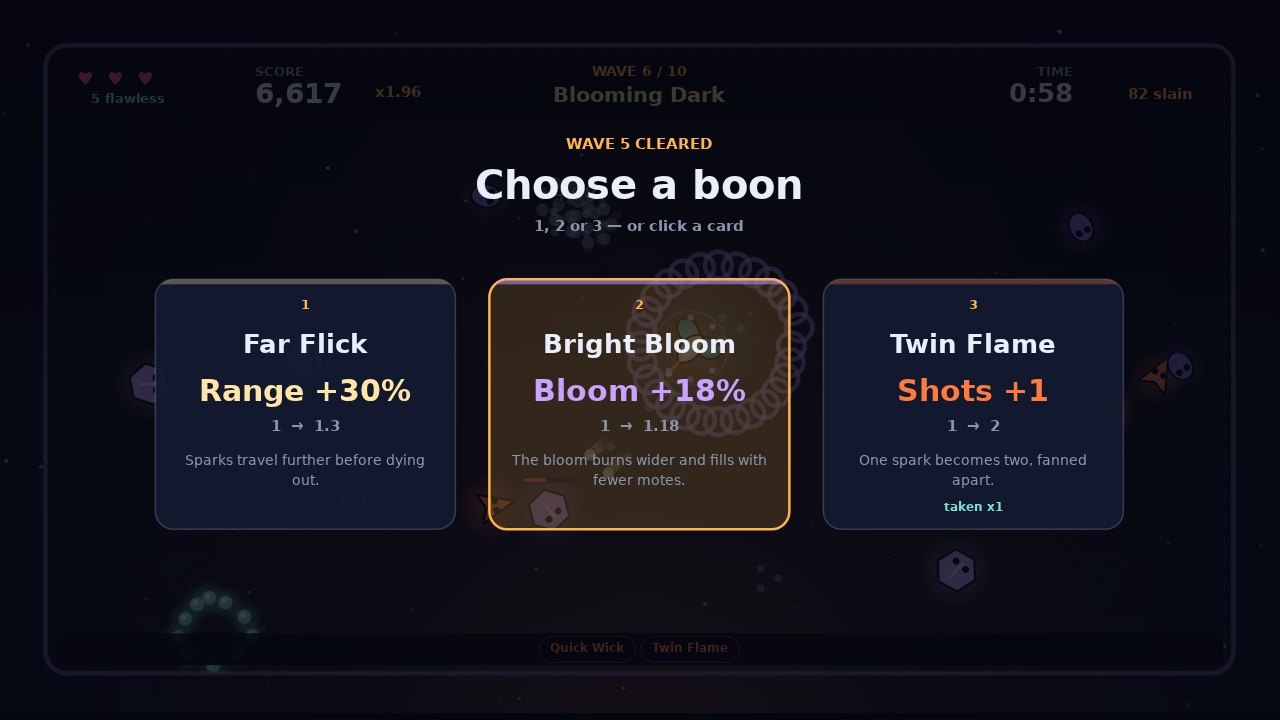 SCORE
6,617
x1.96
5 flawless
WAVE 6 / 10
Blooming Dark
TIME
0:58
82 slain
WAVE 5 CLEARED
Choose a boon
1, 2 or 3 — or click a card
1
Far Flick
Range +30%
1 → 1.3
Sparks travel further before dying
out.
2
Bright Bloom
Bloom +18%
1 → 1.18
The bloom burns wider and fills with
fewer motes.
3
Twin Flame
Shots +1
1 → 2
One spark becomes two, fanned
apart.
taken x1
Quick Wick
Twin Flame